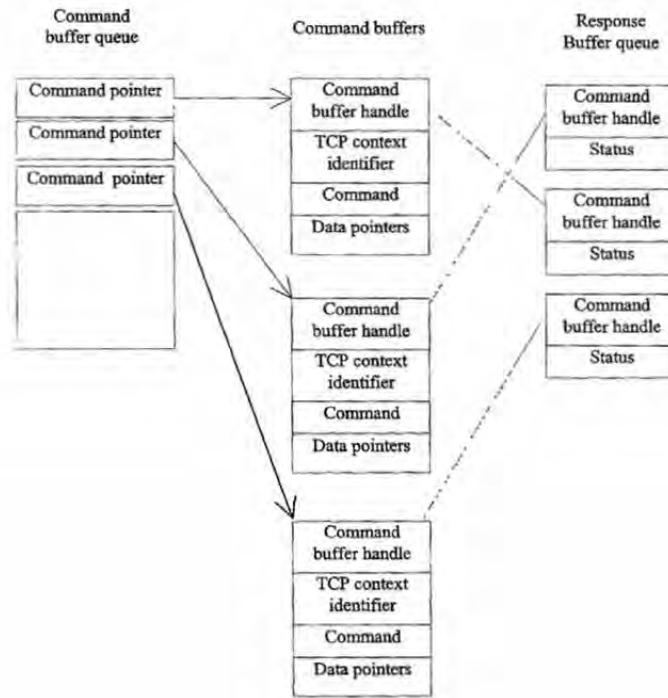 Command
buffer queue
Command buffers
Response
Buffer queue
Command pointer
Command pointer
Command pointer
Command
buffer handle
TCP context
identifier
Command
Data pointers
Command
buffer handle
TCP context
identifier
Command
Data pointers
Command
buffer handle
TCP context
identifier
Command
Data pointers
Command
buffer handle
Status
Command
buffer handle
Status
Command
buffer handle
Status